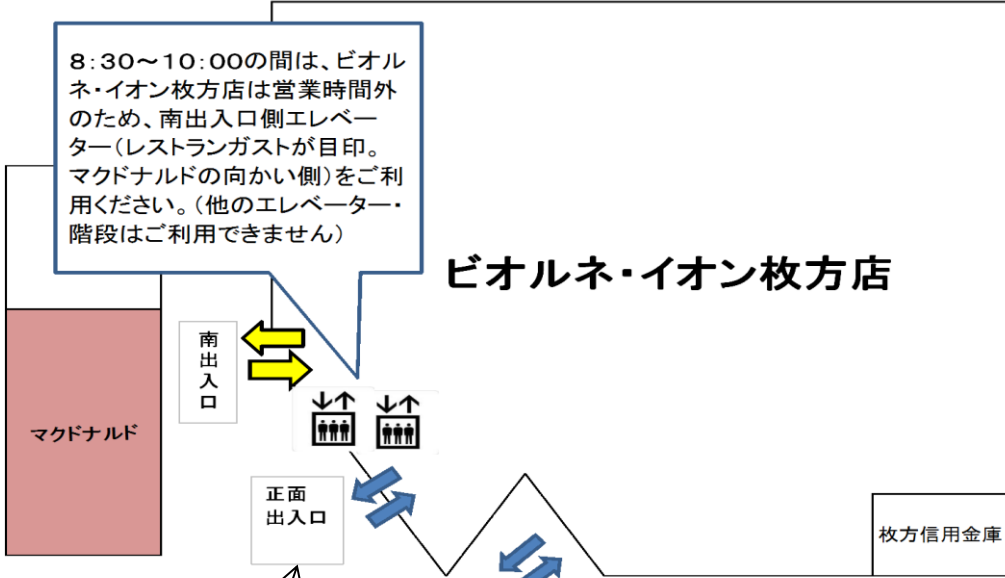 8:30～10:00の間は、ビオル
ネ・イオン枚方店は営業時間外
のため、南出入口側エレベー
ター(レストランガストが目印。
マクドナルドの向かい側)をご利
用ください。(他のエレベーター・
階段はご利用できません)
ビオルネ・イオン枚方店
南出入口
マクドナルド
正面
出入口
枚方信用金庫